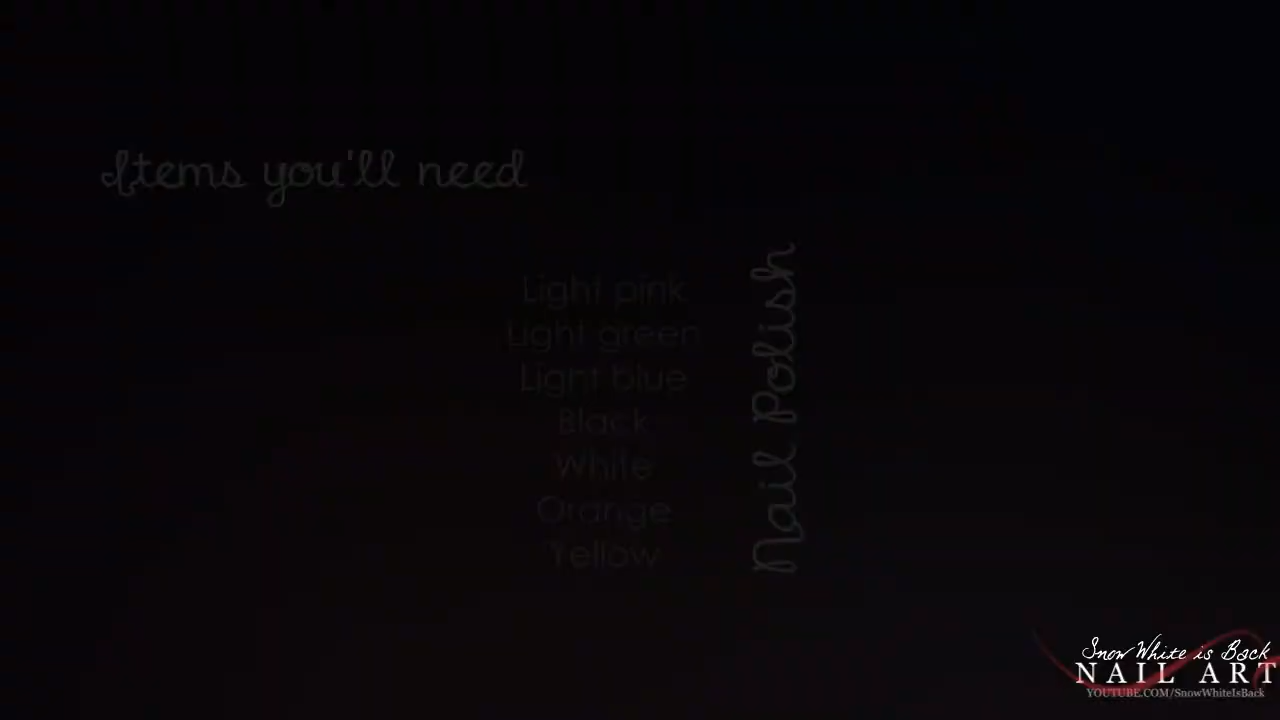 Items you'll need
Light pink
Light green
Light blue
Black
White
Orange
Yellow
Nail Polish
Snow White is Back
NAIL ART
YOUTUBE.COM/SnowWhiteIsBack